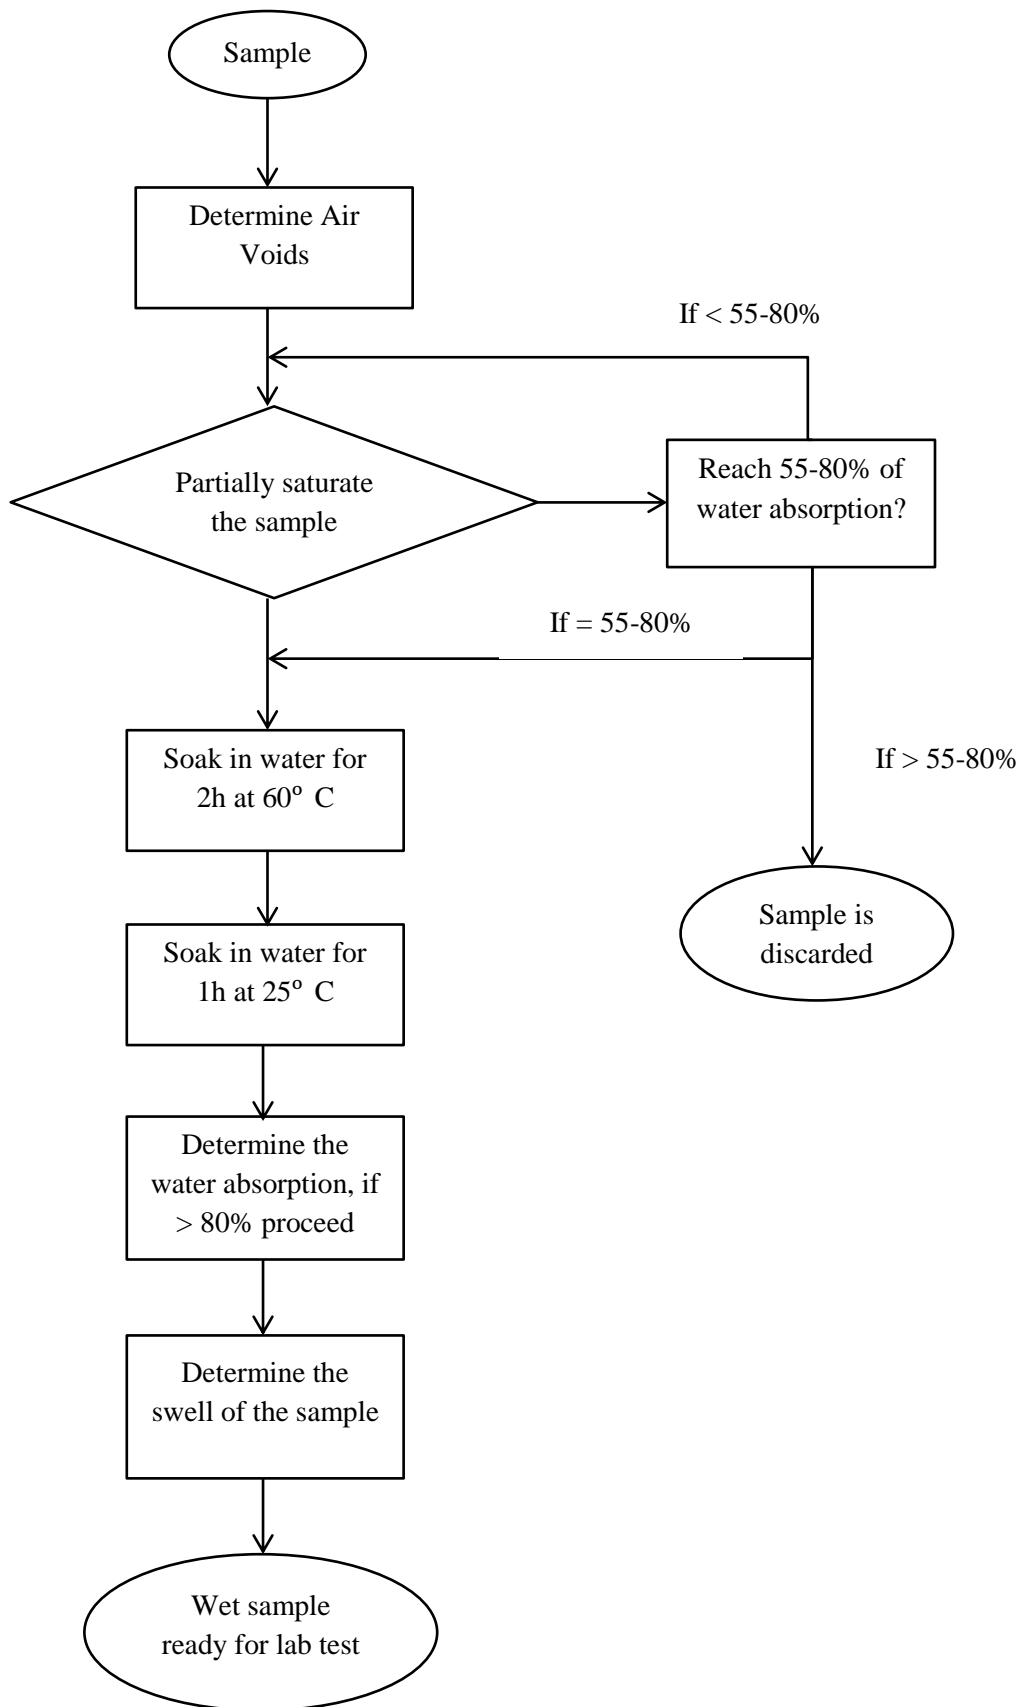 Sample
Determine Air
Voids
If < 55-80%
Partially saturate
the sample
Reach 55-80% of
water absorption?
If = 55-80%
Soak in water for
2h at 60° C
If > 55-80%
Soak in water for
1h at 25° C
Sample is
discarded
Determine the
water absorption, if
> 80% proceed
Determine the
swell of the sample
Wet sample
ready for lab test